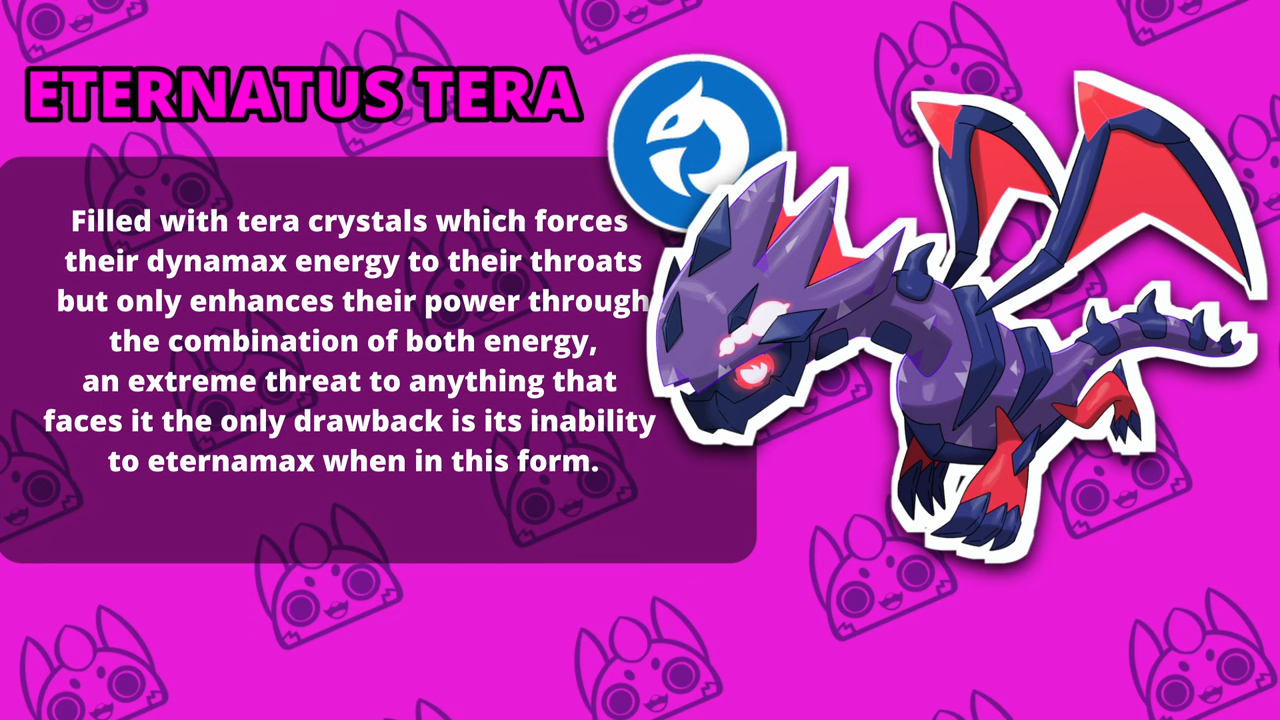 ETERNATUS TERA
Filled with tera crystals which forces
their dynamax energy to their throats
but only enhances their power through
the combination of both energy,
an extreme threat to anything that
faces it the only drawback is its inability
to eternamax when in this form.